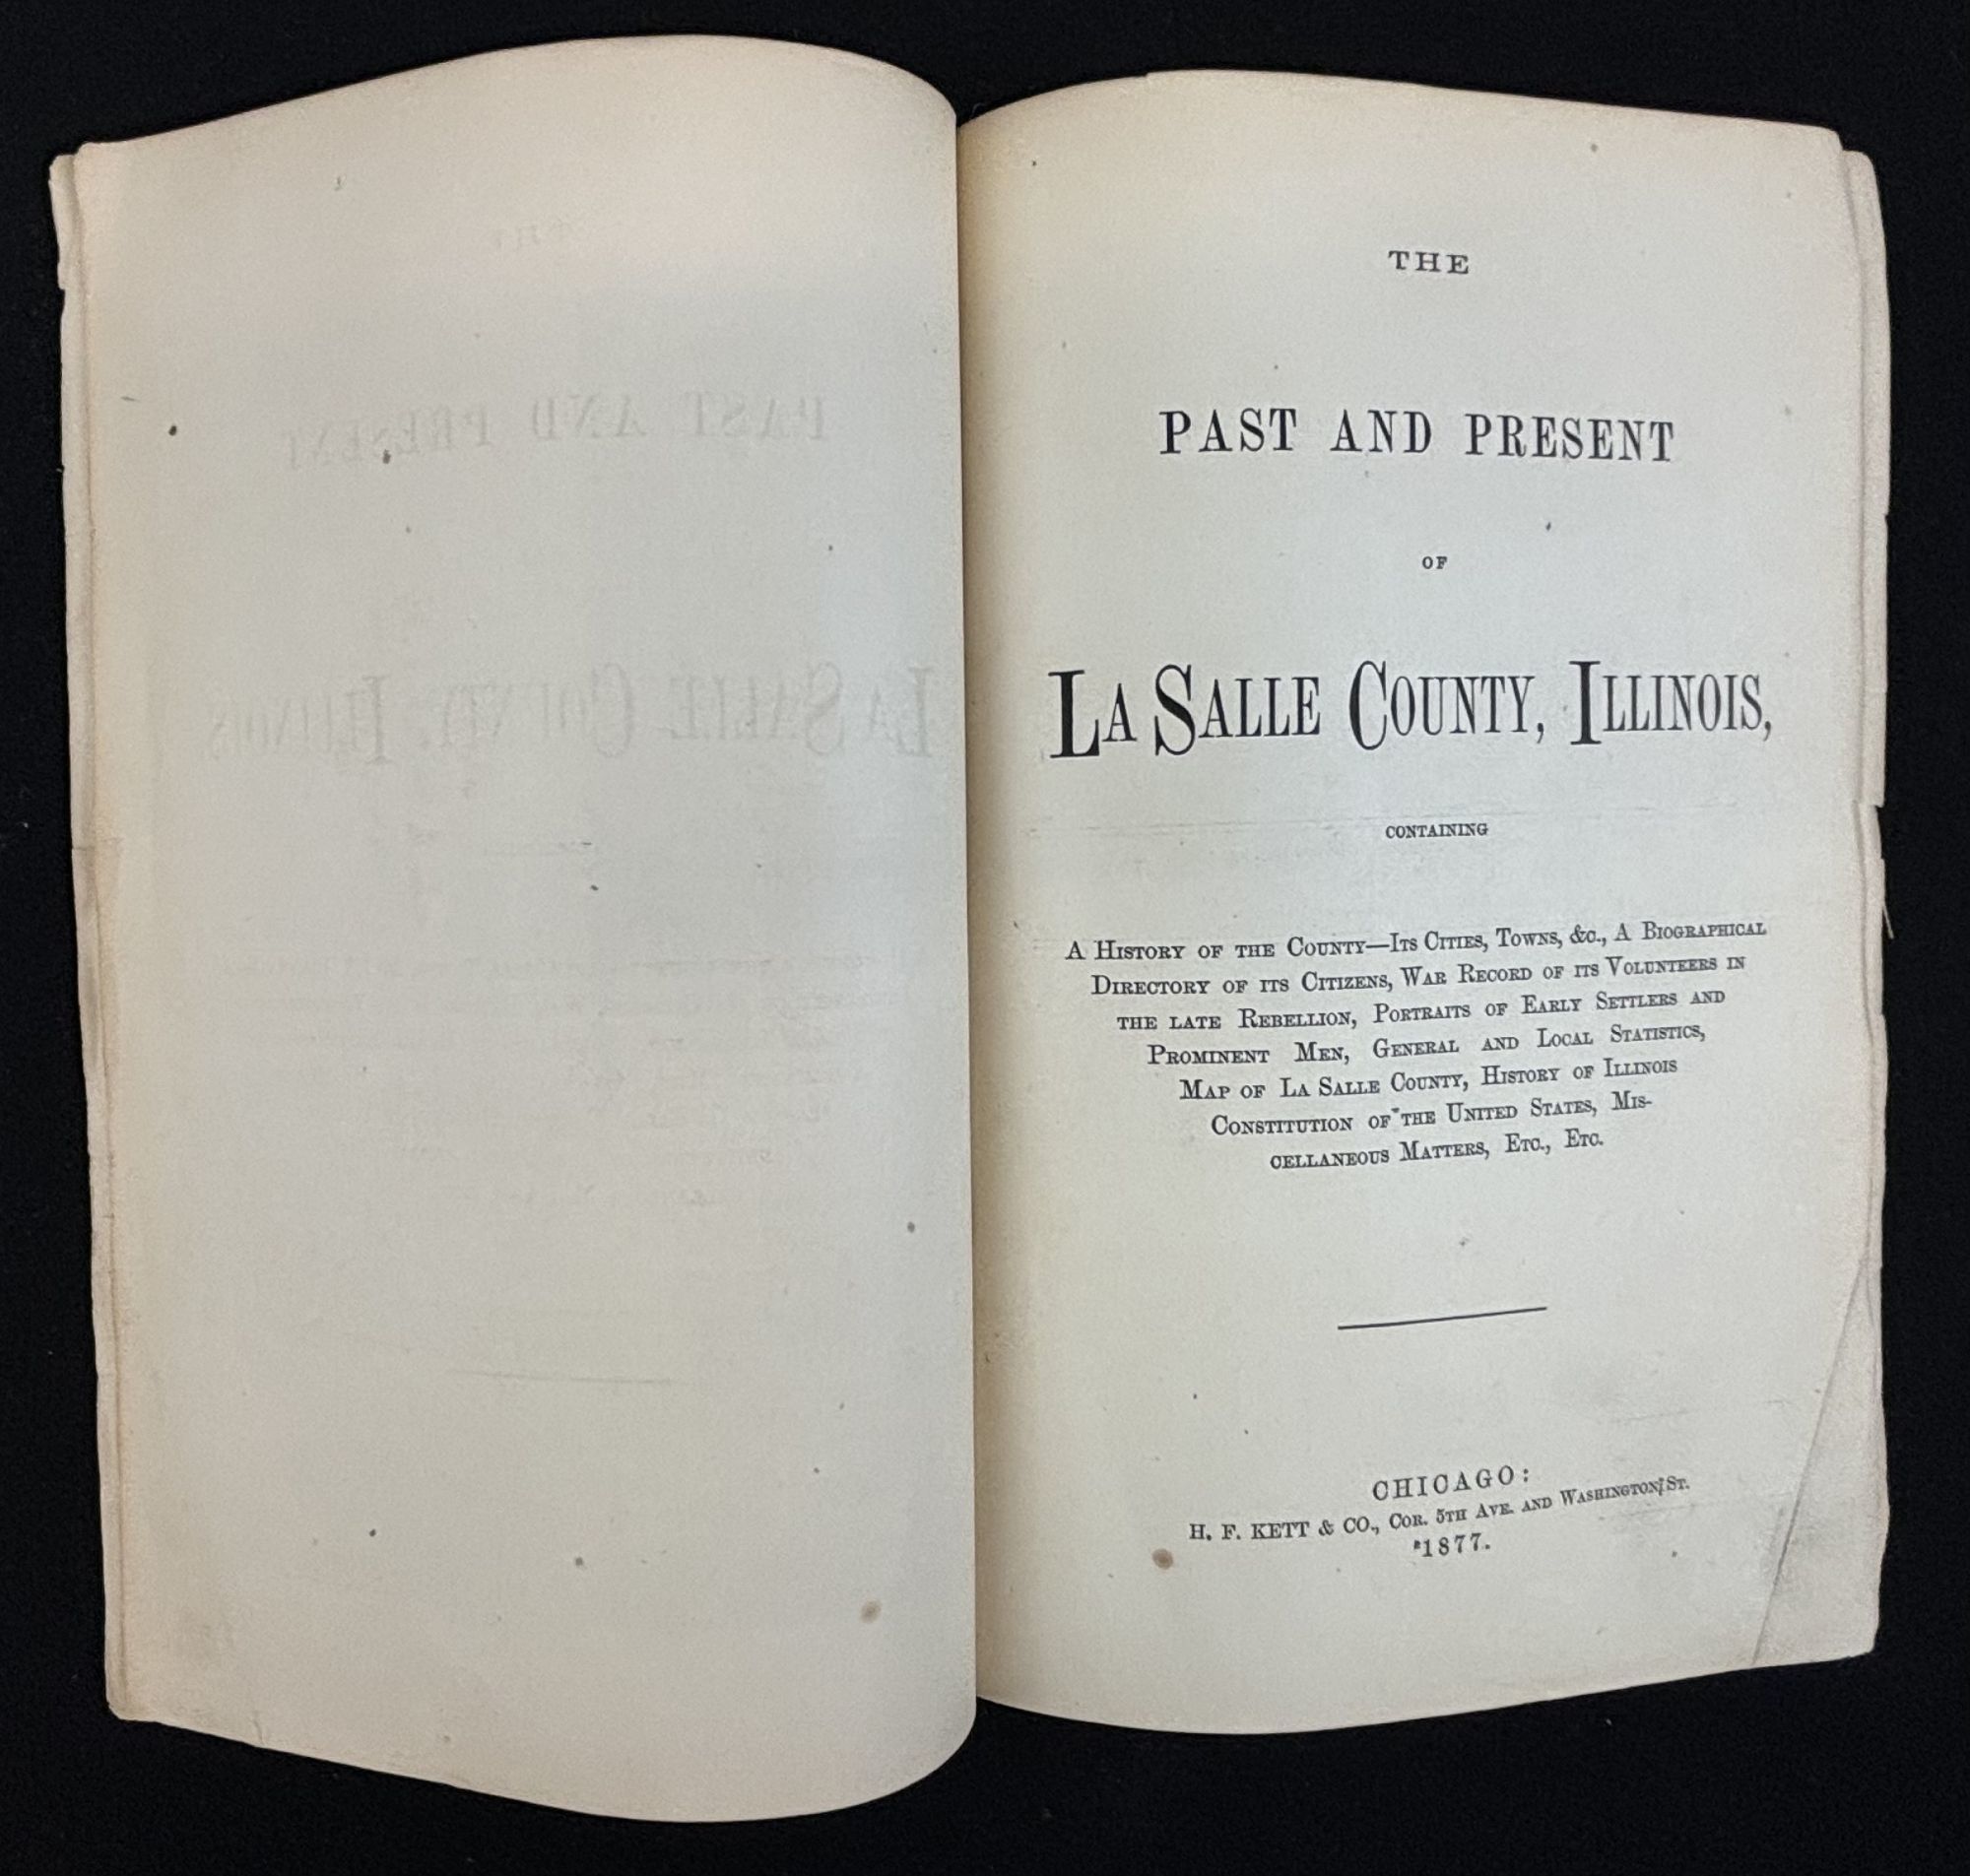 THE
PAST AND PRESENT
OF
LA SALLE COUNTY, ILLINOIS,
CONTAINING
A HISTORY OF THE COUNTY—ITS CITIES, TOWNS, &C., A BIOGRAPHICAL
DIRECTORY OF ITS CITIZENS, WAR RECORD OF ITS VOLUNTEERS IN
THE LATE REBELLION, PORTRAITS OF EARLY SETTLERS AND
PROMINENT MEN, GENERAL AND LOCAL STATISTICS,
MAP OF LA SALLE COUNTY, HISTORY OF ILLINOIS
CONSTITUTION OF THE UNITED STATES, MIS-
CELLANEOUS MATTERS, ETC., ETC.
CHICAGO:
H. F. KETT & CO., COR. 5TH AVE. AND WASHINGTON ST.
1877.